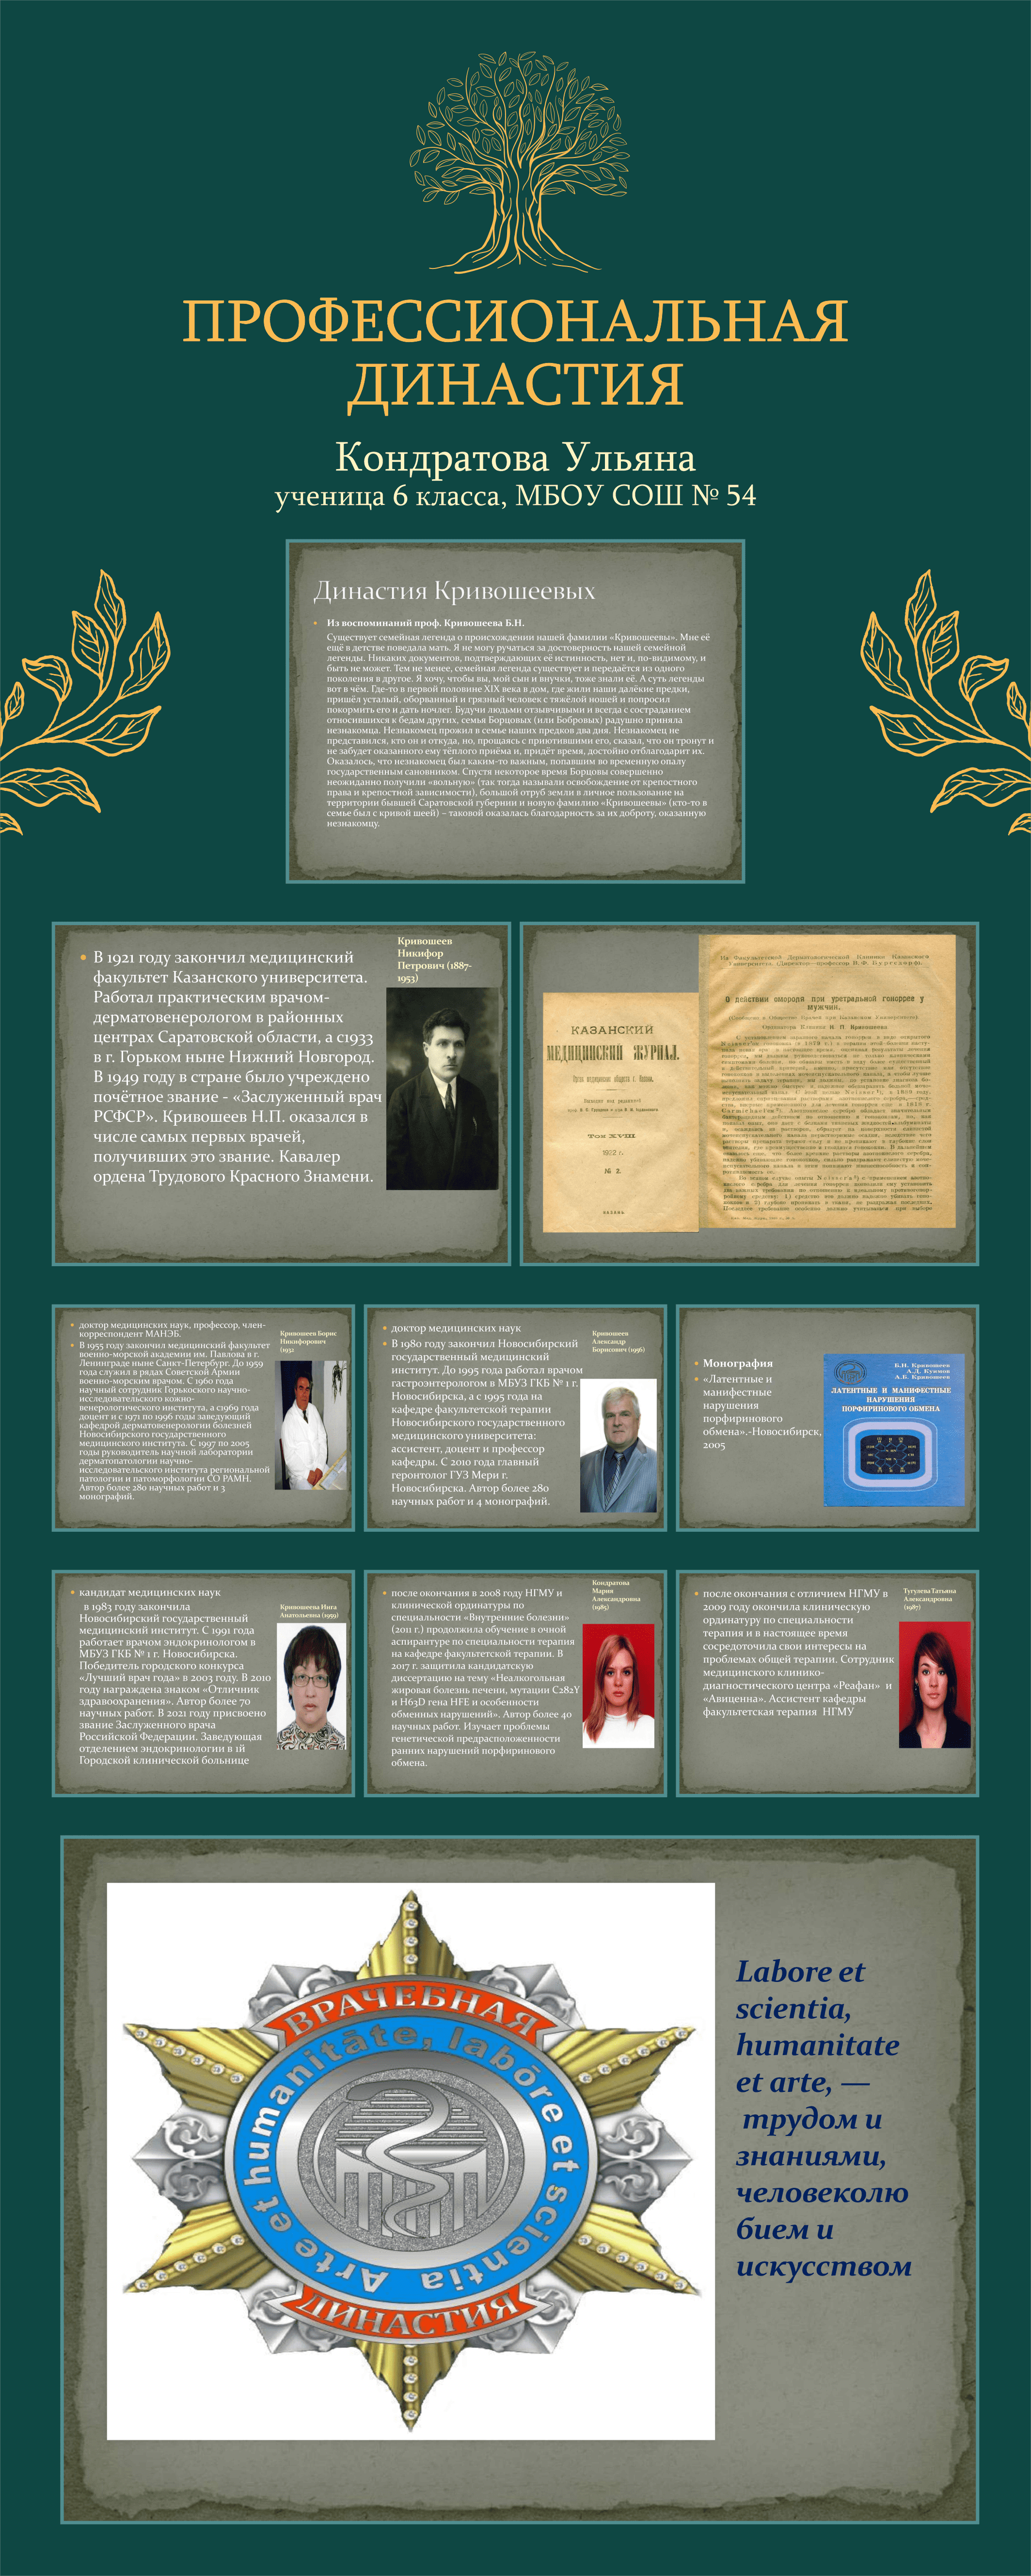 ПРОФЕССИОНАЛЬНАЯ
ДИНАСТИЯ
Кондратова Ульяна
ученица 6 класса, МБОУ СОШ № 54
Династия Кривошеевых
Из воспоминаний проф. Кривошеева Б.Н.
Существует семейная легенда о происхождении нашей фамилии «Кривошеевы». Мне её
ещё в детстве поведала мать. Я не могу ручаться за достоверность нашей семейной
легенды. Никаких документов, подтверждающих её истинность, нет и, по-видимому, и
быть не может. Тем не менее, семейная легенда существует и передаётся из одного
поколения в другое. Я хочу, чтобы вы, мой сын и внучки, тоже знали её. А суть легенды
вот в чём. Где-то в первой половине XIX века в дом, где жили наши далёкие предки,
пришёл усталый, оборванный и грязный человек с тяжёлой ношей и попросил
покормить его и дать ночлег. Будучи людьми отзывчивыми и всегда с состраданием
относившихся к бедам других, семья Борцовых (или Бобровых) радушно приняла
незнакомца. Незнакомец прожил в семье наших предков два дня. Незнакомец не
представился, кто он и откуда, но, прощаясь с приютившими его, сказал, что он тронут и
не забудет оказанного ему тёплого приёма и, придёт время, достойно отблагодарит их.
Оказалось, что незнакомец был каким-то важным, попавшим во временную опалу
государственным сановником. Спустя некоторое время Борцовы совершенно
неожиданно получили «вольную» (так тогда называли освобождение от крепостного
права и крепостной зависимости), большой отруб земли в личное пользование на
территории бывшей Саратовской губернии и новую фамилию «Кривошеевы» (кто-то в
семье был с кривой шеей) – таковой оказалась благодарность за их доброту, оказанную
незнакомцу.
В 1921 году закончил медицинский
факультет Казанского университета.
Работал практическим врачом-
дерматовенерологом в районных
центрах Саратовской области, а с1933
в г. Горьком ныне Нижний Новгород.
В 1949 году в стране было учреждено
почётное звание - «Заслуженный врач
РСФСР». Кривошеев Н.П. оказался в
числе самых первых врачей,
получивших это звание. Кавалер
ордена Трудового Красного Знамени.
Кривошеев
Никифор
Петрович (1887-
1953)
КАЗАНСКИЙ
МЕДИЦИНСКИЙ ЖУРНАЛ.
Том XVIII
№ 2.
КАЗАНЬ
О действии омороля при уретральной гоноррее у
мужчин.
доктор медицинских наук, профессор, член-
корреспондент МАНЭБ.
В 1955 году закончил медицинский факультет
военно-морской академии им. Павлова в г.
Ленинграде ныне Санкт-Петербург. До 1959
года служил в рядах Советской Армии
военно-морским врачом. С 1960 года
научный сотрудник Горькоского научно-
исследовательского кожно-
венерологического института, а с1969 года
доцент и с 1971 по 1996 годы заведующий
кафедрой дерматовенерологии болезней
Новосибирского государственного
медицинского института. С 1997 по 2005
годы руководитель научной лаборатории
дерматопатологии научно-
исследовательского института региональной
патологии и патоморфологии СО РАМН.
Автор более 280 научных работ и 3
монографий.
Кривошеев Борис
Никифорович
(1932
доктор медицинских наук
В 1980 году закончил Новосибирский
государственный медицинский
институт. До 1995 года работал врачом
гастроэнтерологом в МБУЗ ГКБ № 1 г.
Новосибирска, а с 1995 года на
кафедре факультетской терапии
Новосибирского государственного
медицинского университета:
ассистент, доцент и профессор
кафедры. С 2010 года главный
геронтолог ГУЗ Мери г.
Новосибирска. Автор более 280
научных работ и 4 монографий.
Кривошеев
Александр
Борисович (1956)
Монография
«Латентные и
манифестные
нарушения
порфиринового
обмена».-Новосибирск,
2005
Б.Н. Кривошеев
А.Д. Куимов
А.Б. Кривошеев
ЛАТЕНТНЫЕ И МАНИФЕСТНЫЕ
НАРУШЕНИЯ
ПОРФИРИНОВОГО ОБМЕНА
кандидат медицинских наук
в 1983 году закончила
Новосибирский государственный
медицинский институт. С 1991 года
работает врачом эндокринологом в
МБУЗ ГКБ № 1 г. Новосибирска.
Победитель городского конкурса
«Лучший врач года» в 2003 году. В 2010
году награждена знаком «Отличник
здравоохранения». Автор более 70
научных работ. В 2021 году присвоено
звание Заслуженного врача
Российской Федерации. Заведующая
отделением эндокринологии в 1й
Городской клинической больнице
Кривошеева Инга
Анатольевна (1959)
после окончания в 2008 году НГМУ и
клинической ординатуры по
специальности «Внутренние болезни»
(2011 г.) продолжила обучение в очной
аспирантуре по специальности терапия
на кафедре факультетской терапии. В
2017 г. защитила кандидатскую
диссертацию на тему «Неалкогольная
жировая болезнь печени, мутации C282Y
и H63D гена HFE и особенности
обменных нарушений». Автор более 40
научных работ. Изучает проблемы
генетической предрасположенности
ранних нарушений порфиринового
обмена.
Кондратова
Мария
Александровна
(1985)
после окончания с отличием НГМУ в
2009 году окончила клиническую
ординатуру по специальности
терапия и в настоящее время
сосредоточила свои интересы на
проблемах общей терапии. Сотрудник
медицинского клинико-
диагностического центра «Реафан» и
«Авиценна». Ассистент кафедры
факультетская терапия НГМУ
Тугулева Татьяна
Александровна
(1987)
ВРАЧЕБНАЯ
Arte et humanitāte, labōre et scientia
ДИНАСТИЯ
Labore et
scientia,
humanitate
et arte, —
трудом и
знаниями,
человеколю
бием и
искусством